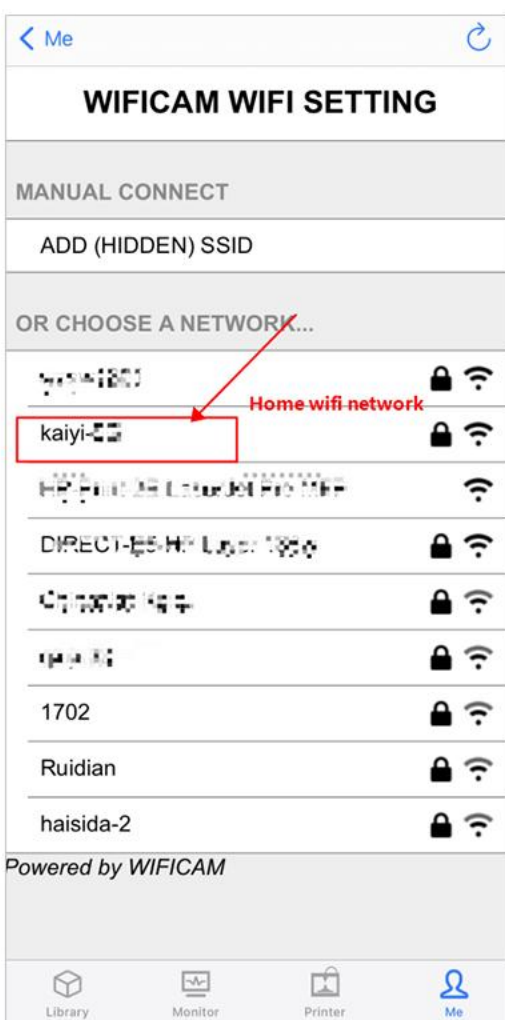 Me
WIFICAM WIFI SETTING
MANUAL CONNECT
ADD (HIDDEN) SSID
OR CHOOSE A NETWORK...
Home wifi network
kaiyi-
1702
Ruidian
haisida-2
Powered by WIFICAM
Library Monitor Printer Me